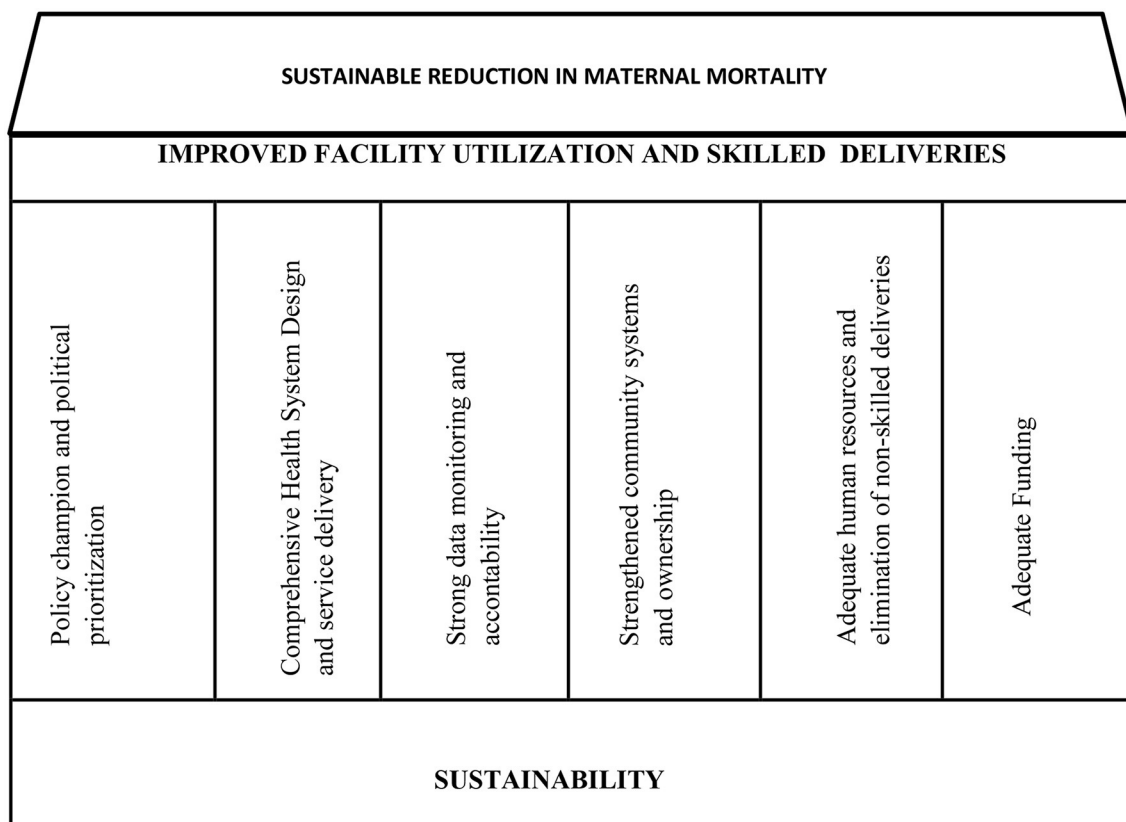 SUSTAINABLE REDUCTION IN MATERNAL MORTALITY
IMPROVED FACILITY UTILIZATION AND SKILLED DELIVERIES
Policy champion and political
prioritization
Comprehensive Health System Design
and service delivery
Strong data monitoring and
accontability
Strengthened community systems
and ownership
Adequate human resources and
elimination of non-skilled deliveries
Adequate Funding
SUSTAINABILITY